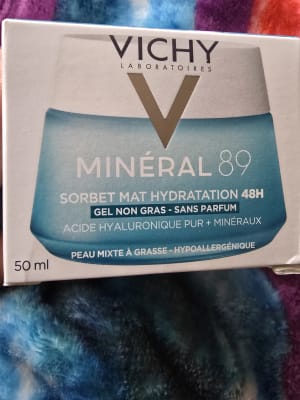 VICHY
LABORATOIRES
MINÉRAL 89
SORBET MAT HYDRATATION 48H
GEL NON GRAS - SANS PARFUM
ACIDE HYALURONIQUE PUR + MINÉRAUX
PEAU MIXTE À GRASSE - HYPOALLERGÉNIQUE
50 ml